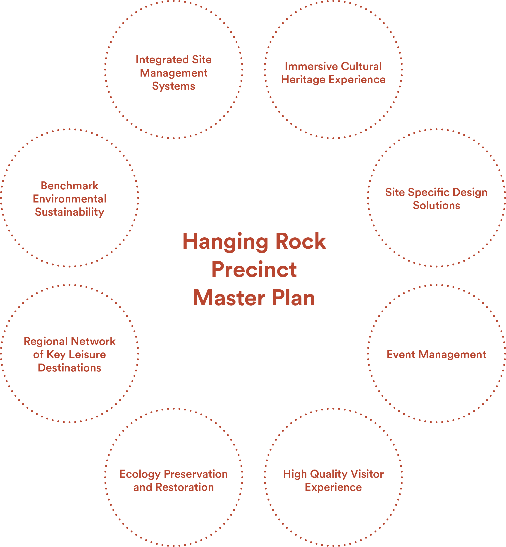 Integrated Site
Management
Systems
Immersive Cultural
Heritage Experience
Benchmark
Environmental
Sustainability
Site Specific Design
Solutions
Hanging Rock
Precinct
Master Plan
Regional Network
of Key Leisure
Destinations
Event Management
Ecology Preservation
and Restoration
High Quality Visitor
Experience